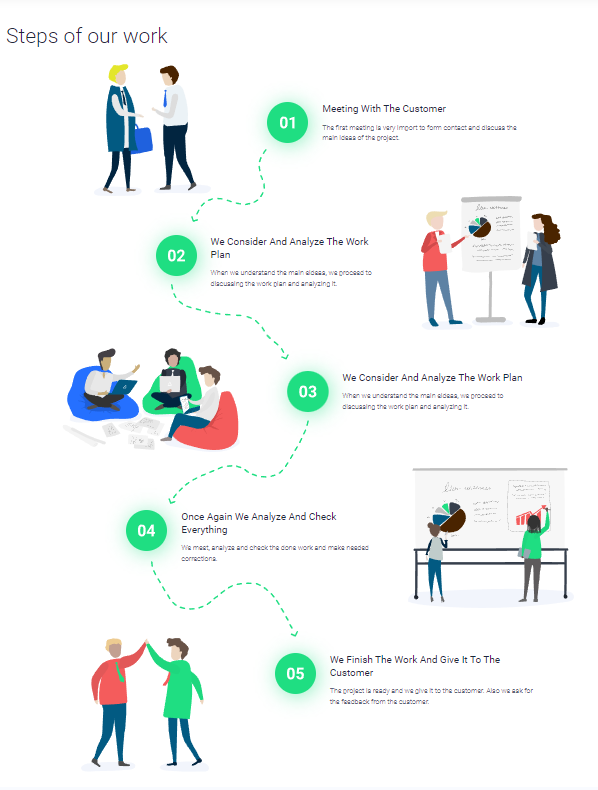 Steps of our work
01
Meeting With The Customer
The first meeting is very import to form contact and discuss the
main ideas of the project.
02
We Consider And Analyze The Work
Plan
When we understand the main sideas, we proceed to
discussing the work plan and analyzing it.
03
We Consider And Analyze The Work Plan
When we understand the main sideas, we proceed to
discussing the work plan and analyzing it.
04
Once Again We Analyze And Check
Everything
We meet, analyze and check the done work and make needed
corrections.
05
We Finish The Work And Give It To The
Customer
The project is ready and we give it to the customer. Also we ask for
the feedback from the customer.